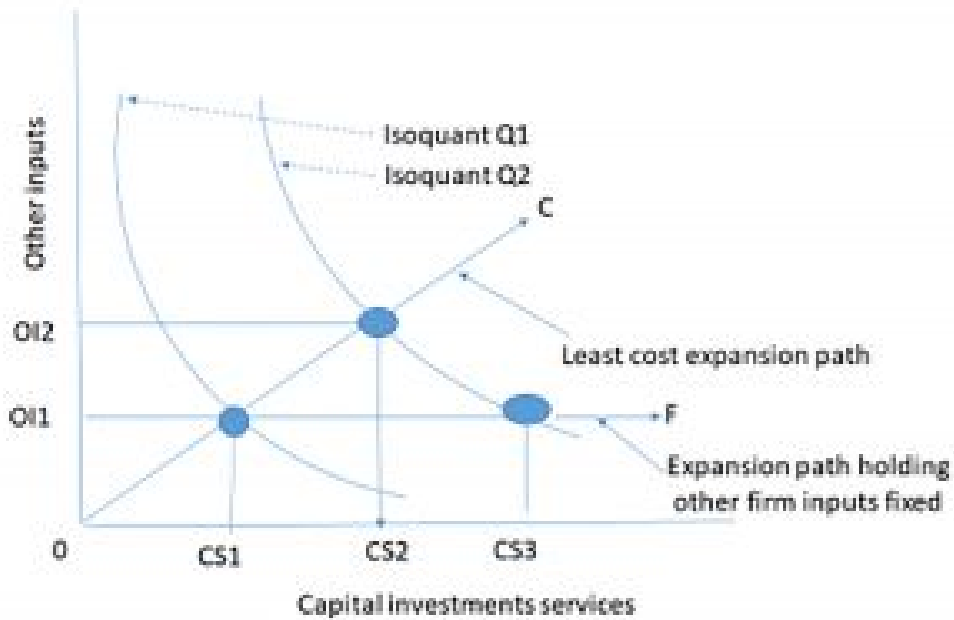 Other inputs
Isoquant Q1
Isoquant Q2
C
OI2
Least cost expansion path
OI1
F
Expansion path holding
other firm inputs fixed
0
CS1
CS2
CS3
Capital investments services